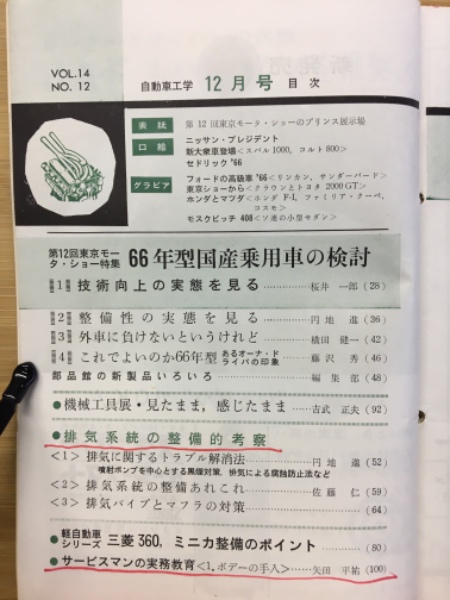 VOL.14
NO. 12
自動車工学 12月号 目次
表紙 第12回東京モータ・ショーのプリンス展示場
口絵 ニッサン・プレジデント
新大衆車登場<スバル1000, コルト800>
セドリック'66
グラビア フォードの高級車'66<リンカン, サンダーバード>
東京ショーから<クラウンとトヨタ2000GT>
ホンダとマツダ<ホンダF-I, ファミリア・クーペ,
コスモ>
モスクビッチ408<ソ連の小型セダン>
第12回東京モー
タ・ショー特集 66年型国産乗用車の検討
1 技術向上の実態を見る……………桜井 一郎(28)
2 整備性の実態を見る……………円地 進(36)
3 外車に負けないというけれど……………横田 健一(42)
4 これでよいのか66年型 あるオーナ・ド
ライバの印象……………藤沢 秀(46)
部品館の新製品いろいろ……………編集部(48)
●機械工具展・見たまま,感じたまま……吉武 正夫(92)
●排気系統の整備的考察
<1>排気に関するトラブル解消法……………円地 進(52)
噴射ポンプを中心とする黒煙対策, 排気による腐蝕防止法など
<2>排気系統の整備あれこれ……………佐藤 仁(59)
<3>排気パイプとマフラの対策……………(64)
●軽自動車
シリーズ 三菱360, ミニカ整備のポイント……………(80)
●サービスマンの実務教育<1.ボデーの手入>……矢田 平祐(100)